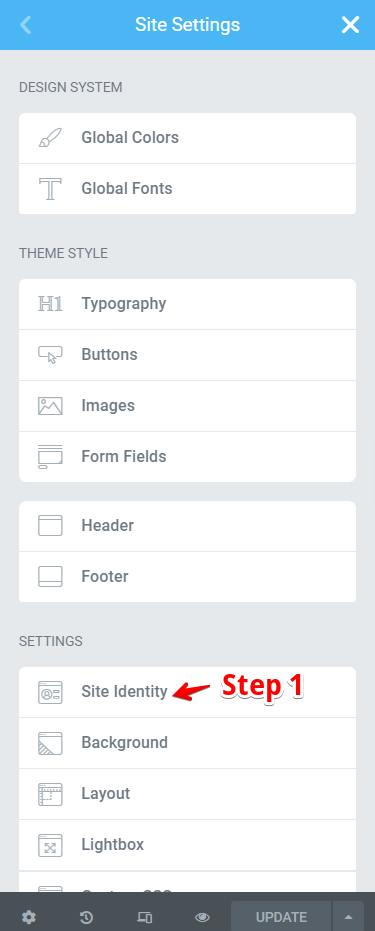 Site Settings
DESIGN SYSTEM
Global Colors
Global Fonts
THEME STYLE
H1 Typography
Buttons
Images
Form Fields
Header
Footer
SETTINGS
Site Identity Step 1
Background
Layout
Lightbox
UPDATE